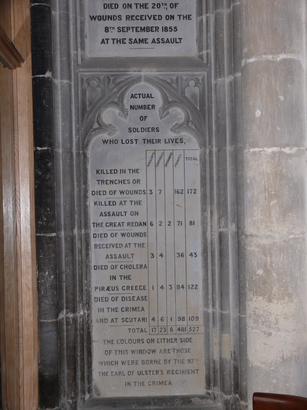 DIED ON THE 20TH OF
WOUNDS RECEIVED ON THE
8TH SEPTEMBER 1855
AT THE SAME ASSAULT
ACTUAL
NUMBER
OF
SOLDIERS
WHO LOST THEIR LIVES,
TOTAL
KILLED IN THE
TRENCHES OR
DIED OF WOUNDS 3 7 162 172
KILLED AT THE
ASSAULT ON
THE GREAT REDAN 6 2 2 71 81
DIED OF WOUNDS
RECEIVED AT THE
ASSAULT 3 4 36 43
DIED OF CHOLERA
IN THE
PIRÆUS GREECE 1 4 3 84 122
DIED OF DISEASE
IN THE CRIMEA
AND AT SCUTARI 4 6 1 98 109
TOTAL 17 23 6 481 527
THE COLOURS ON EITHER SIDE
OF THIS WINDOW ARE THOSE
WHICH WERE BORNE BY THE 97TH
THE EARL OF ULSTER'S REGIMENT
IN THE CRIMEA